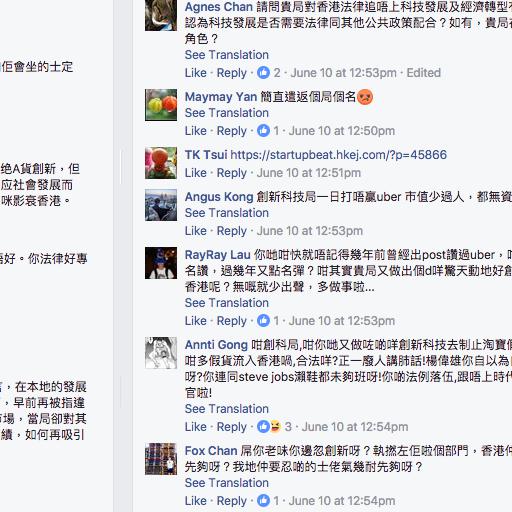 Agnes Chan 請問貴局對香港法律追唔上科技發展及經濟轉型有
認為科技發展是否需要法律同其他公共政策配合？如有，貴局在
角色？
See Translation
Like · Reply · 2 · June 10 at 12:53pm · Edited
佢會坐的士定
Maymay Yan 簡直遺返個局個名😡
See Translation
Like · Reply · 1 · June 10 at 12:50pm
TK Tsui https://startupbeat.hkej.com/?p=45866
Like · Reply · June 10 at 12:51pm
绝A貨創新，但
应社會發展而
咪影衰香港。
Angus Kong 創新科技局一日打唔贏uber 市值少過人，都無資
See Translation
Like · Reply · June 10 at 12:53pm
好。你法律好專
RayRay Lau 你哋咁快就唔記得幾年前曾經出post讚過uber，
名讚，過幾年又點名彈？咁其實貴局又做出個d咩驚天動地好創
香港呢？無嘅就少出聲，多做事啦...
See Translation
Like · Reply · 1 · June 10 at 12:53pm
Annti Gong 咁創科局,咁你哋又做咗啲咩創新科技去制止淘寶假
咁多假貨流入香港喎,合法咩?正一廢人講肺話!楊偉雄你自以為自
呀?你連同steve jobs瀨鞋都未夠班呀!你啲法例落伍,跟唔上時代
官啦!
See Translation
Like · Reply · 😆 3 · June 10 at 12:54pm
，在本地的發展
，早前再被指違
市場，當局卻對其
績，如何再吸引
Fox Chan 屌你老味你邊忽創新呀？執撚左佢啦個部門，香港仲
先夠呀？我地仲要忍啲的士佬氣幾耐先夠呀？
See Translation
Like · Reply · 1 · June 10 at 12:54pm